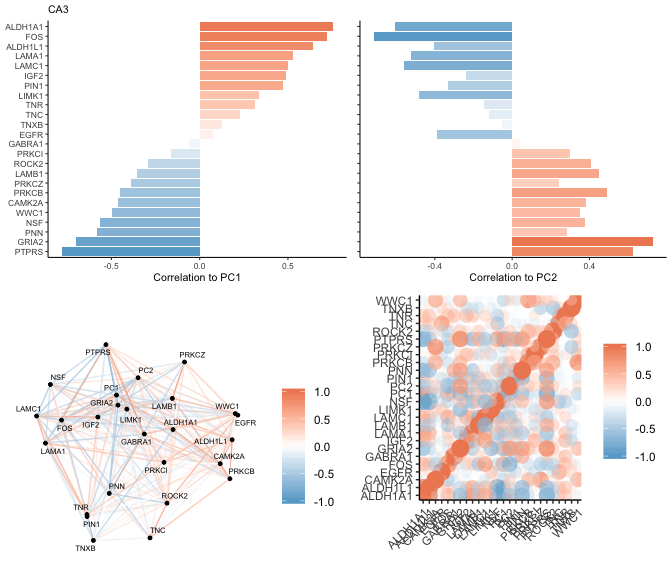 CA3
ALDH1A1
FOS
ALDH1L1
LAMA1
LAMC1
IGF2
PIN1
LIMK1
TNR
TNC
TNXB
EGFR
GABRA1
PRKCI
ROCK2
LAMB1
PRKCZ
PRKCB
CAMK2A
WWC1
NSF
PNN
GRIA2
PTPRS
-0.5 0.0 0.5
Correlation to PC1
-0.4 0.0 0.4
Correlation to PC2
PTPRS
PRKCZ
NSF
PC2
PC1
GRIA2
LAMB1
LAMC1
WWC1
FOS
IGF2
LIMK1
ALDH1A1
EGFR
GABRA1
ALDH1L1
LAMA1
CAMK2A
PRKCI
PRKCB
PNN
ROCK2
TNR
PIN1
TNC
TNXB
1.0
0.5
0.0
-0.5
-1.0
WWC1
TNXB
TNR
TNC
ROCK2
PTPRS
PRKCZ
PRKCI
PRKCB
PNN
PIN1
PC2
NSF
LIMK1
LAMC1
LAMB1
LAMA1
IGF2
GRIA2
GABRA1
FOS
EGFR
CAMK2A
ALDH1L1
ALDH1A1
ALDH1A1
WWC1
1.0
0.5
0.0
-0.5
-1.0